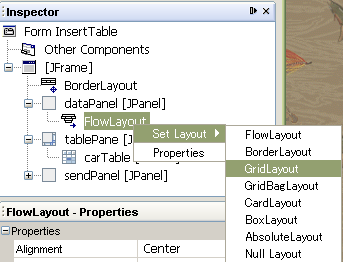 Inspector
Form InsertTable
Other Components
[JFrame]
BorderLayout
dataPanel [JPanel]
FlowLayout
tablePane [J
carTable [J
sendPanel [JPanel]
Set Layout
Properties
FlowLayout
BorderLayout
GridLayout
GridBagLayout
CardLayout
BoxLayout
AbsoluteLayout
Null Layout
FlowLayout - Properties
Properties
Alignment Center